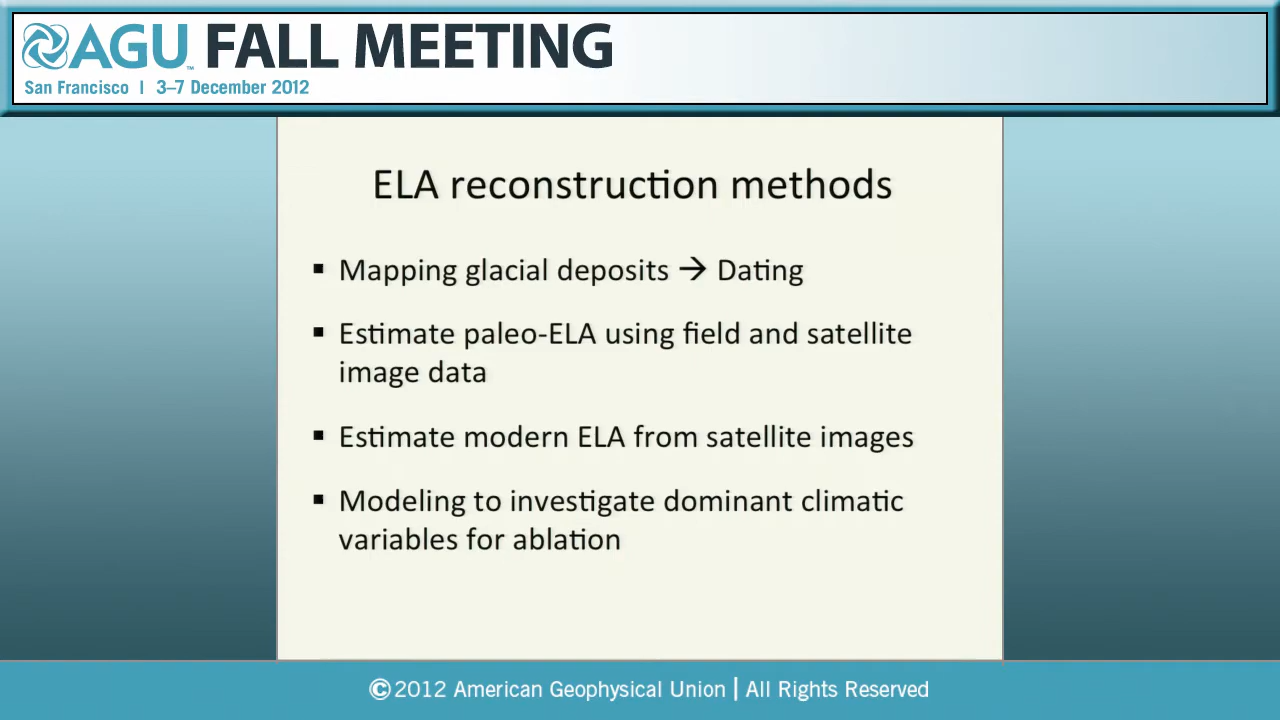 AGU™ FALL MEETING
San Francisco | 3–7 December 2012
ELA reconstruction methods
▪ Mapping glacial deposits → Dating
▪ Estimate paleo-ELA using field and satellite
image data
▪ Estimate modern ELA from satellite images
▪ Modeling to investigate dominant climatic
variables for ablation
©2012 American Geophysical Union | All Rights Reserved